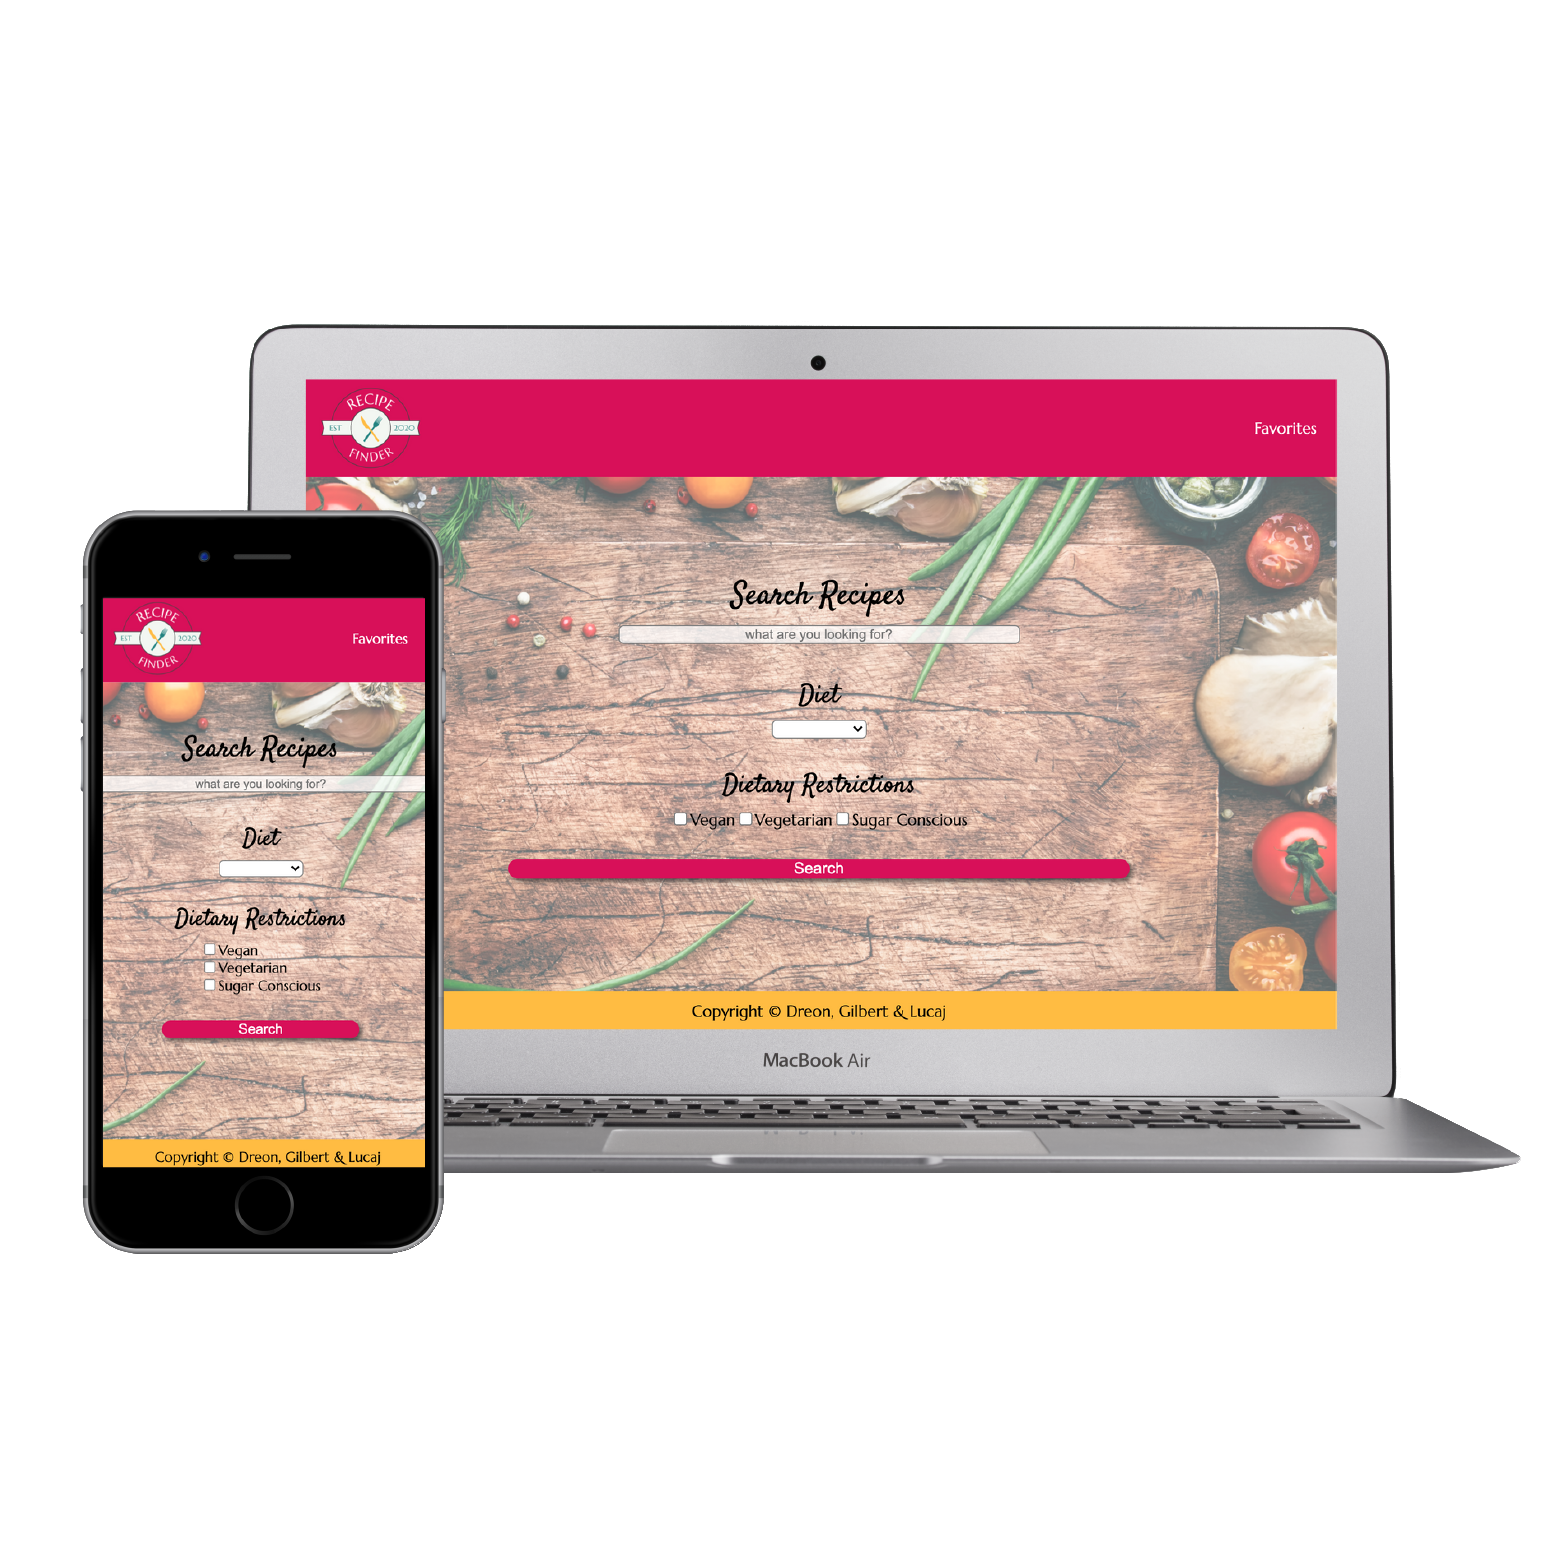 RECIPE
EST 2020
FINDER
Favorites
Search Recipes
what are you looking for?
Diet
Dietary Restrictions
Vegan Vegetarian Sugar Conscious
Search
Copyright © Dreon, Gilbert & Lucaj
MacBook Air
RECIPE
EST 2020
FINDER
Favorites
Search Recipes
what are you looking for?
Diet
Dietary Restrictions
Vegan
Vegetarian
Sugar Conscious
Search
Copyright © Dreon, Gilbert & Lucaj